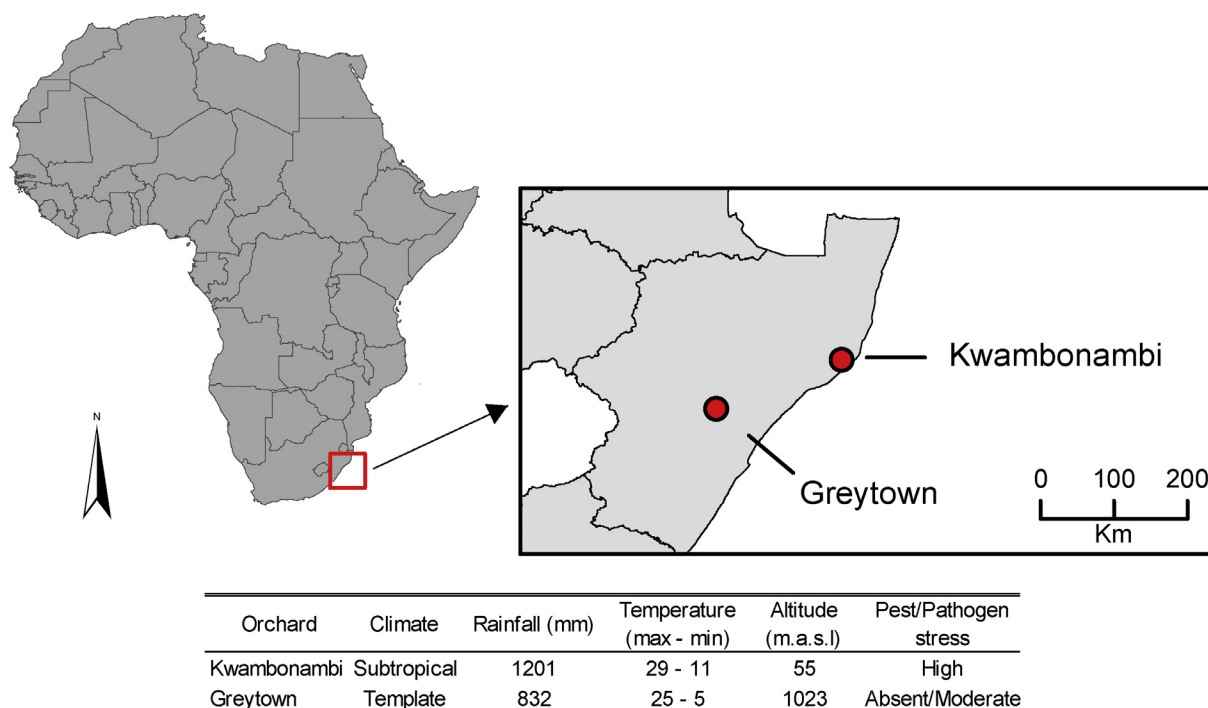 N
Kwambonambi
Greytown
0 100 200
Km
Orchard Climate Rainfall (mm) Temperature (max - min) Altitude (m.a.s.l) Pest/Pathogen stress
Kwambonambi Subtropical 1201 29 - 11 55 High
Greytown Template 832 25 - 5 1023 Absent/Moderate